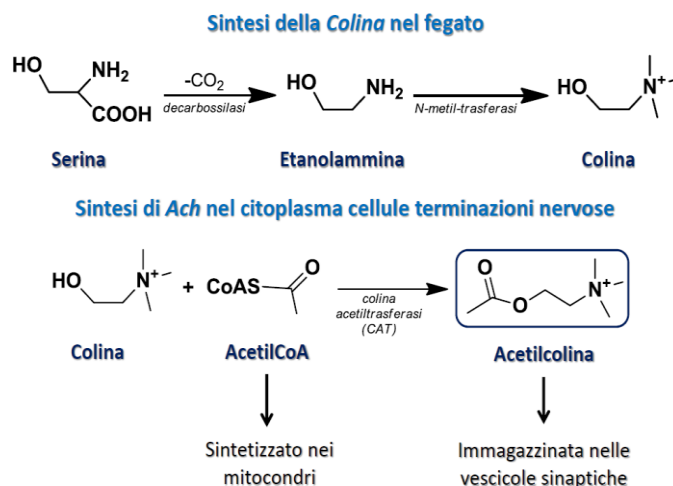 Sintesi della Colina nel fegato
HO
NH2
COOH
-CO2
decarbossilasi
HO
NH2
N-metil-trasferasi
HO
N+
Serina
Etanolammina
Colina
Sintesi di Ach nel citoplasma cellule terminazioni nervose
HO
N+
+
CoAS
O
colina
acetiltrasferasi
(CAT)
O
O
N+
Colina
AcetilCoA
Acetilcolina
Sintetizzato nei
mitocondri
Immagazzinata nelle
vescicole sinaptiche